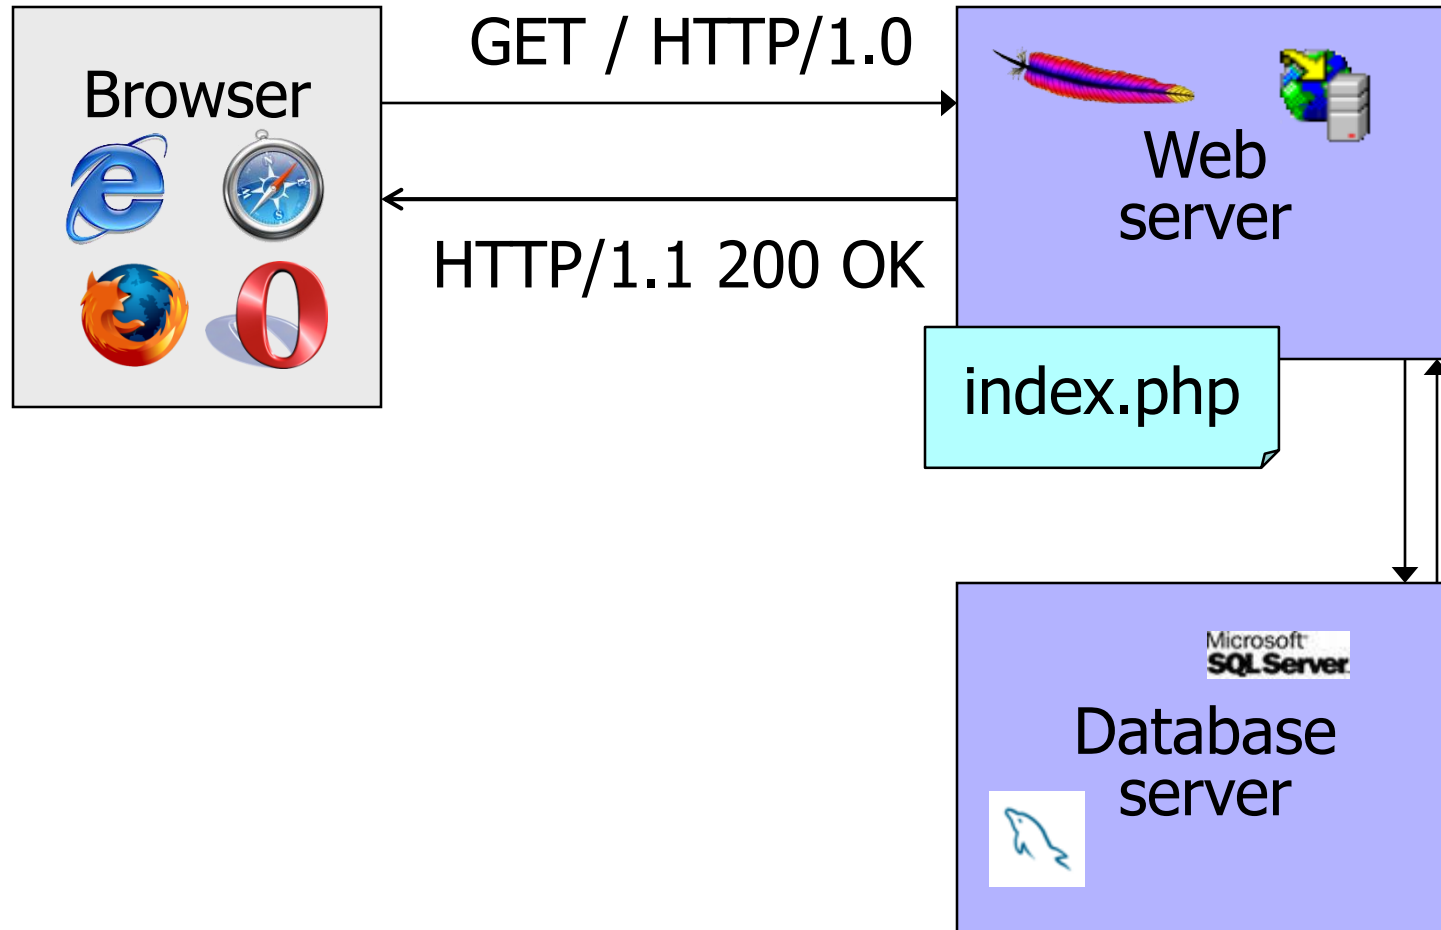 Browser
GET / HTTP/1.0
HTTP/1.1 200 OK
Web
server
index.php
Microsoft
SQL Server
Database
server